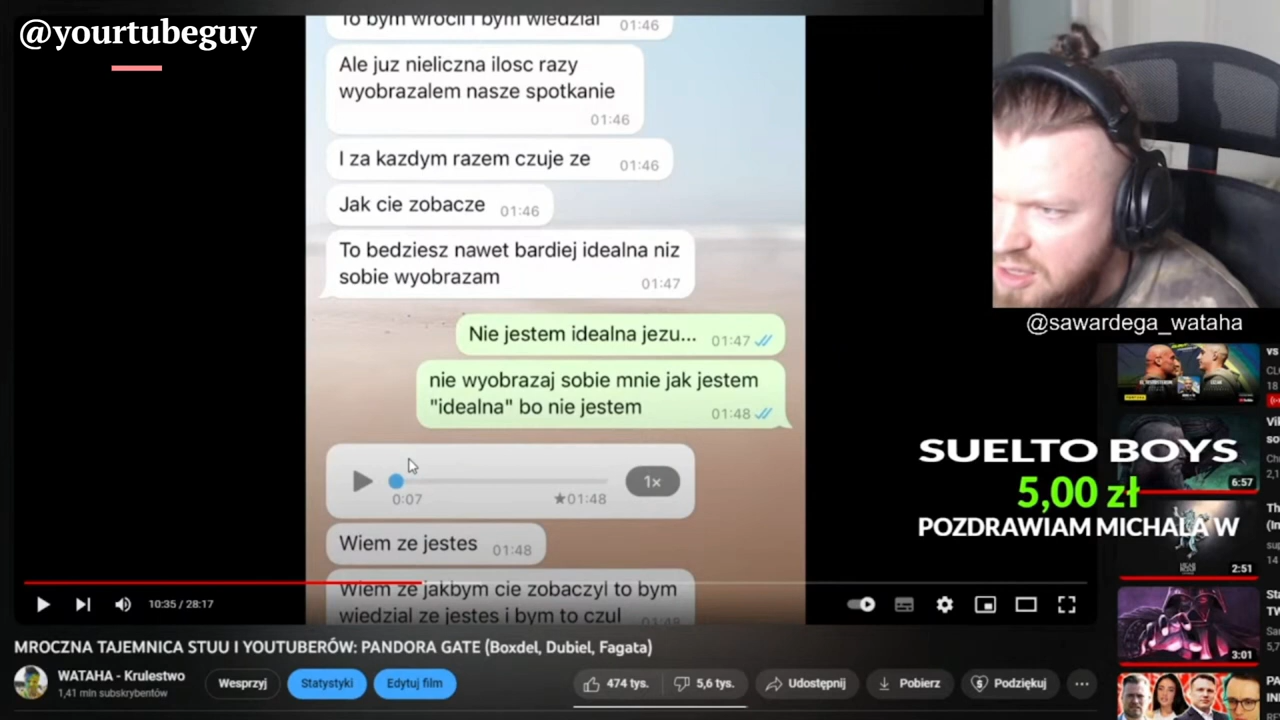 @yourtubeguy
To bym wrocil i bym wiedzial
01:46
Ale juz nieliczna ilosc razy
wyobrazalem nasze spotkanie
01:46
I za kazdym razem czuje ze
01:46
Jak cie zobacze
01:46
To bedziesz nawet bardiej idealna niz
sobie wyobrazam
01:47
Nie jestem idealna jezu...
01:47
nie wyobrazaj sobie mnie jak jestem
"idealna" bo nie jestem
01:48
1x
0:07
★01:48
Wiem ze jestes
01:48
Wiem ze jakbym cie zobaczyl to bym
wiedzial ze jestes i bym to czul
01:48
10:35 / 28:17
MROCZNA TAJEMNICA STUU I YOUTUBERÓW: PANDORA GATE (Boxdel, Dubiel, Fagata)
WATAHA - Krulestwo
1,41 mln subskrybentów
Wesprzyj
Statystyki
Edytuj film
474 tys.
5,6 tys.
Udostępnij
Pobierz
Podziękuj
@sawardega_wataha
vs
18
SUELTO BOYS
5,00 zł
POZDRAWIAM MICHALA W
6:57
2:51
3:01